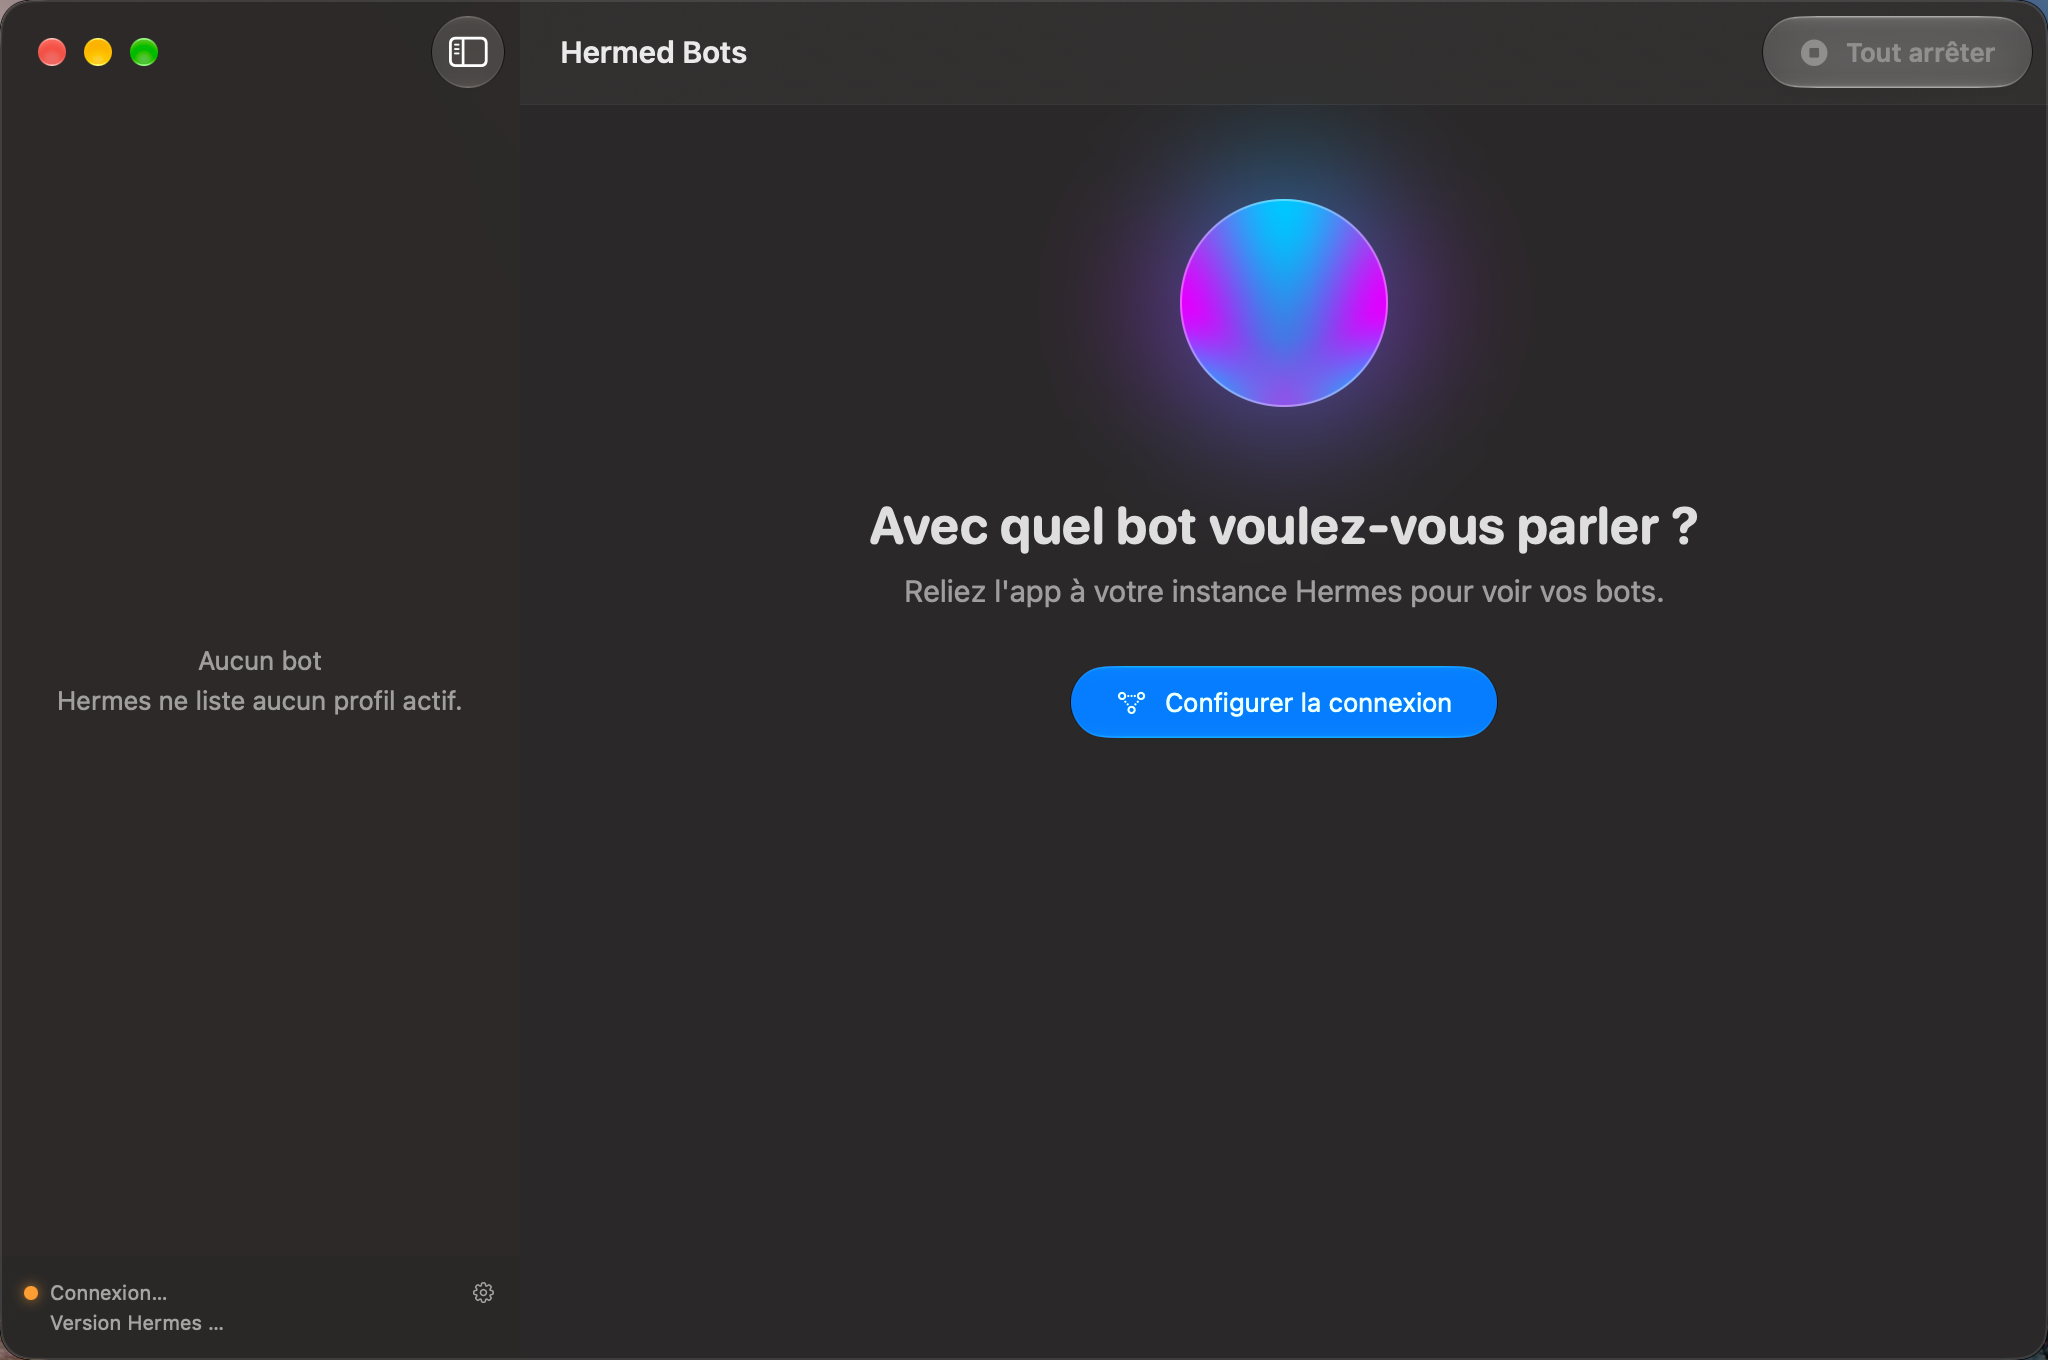 Hermed Bots
Tout arrêter
Avec quel bot voulez-vous parler ?
Reliez l'app à votre instance Hermes pour voir vos bots.
Configurer la connexion
Aucun bot
Hermes ne liste aucun profil actif.
Connexion...
Version Hermes ...